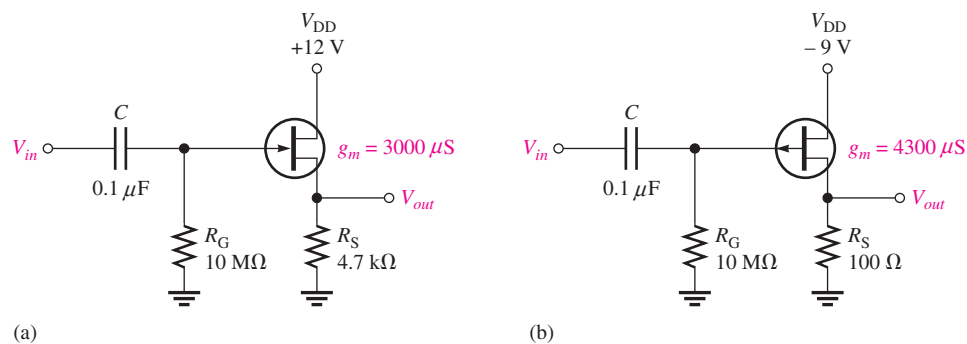 V_DD
+12 V
C
V_in
0.1 μF
g_m = 3000 μS
V_out
R_G
10 MΩ
R_S
4.7 kΩ
(a)
V_DD
– 9 V
C
V_in
0.1 μF
g_m = 4300 μS
V_out
R_G
10 MΩ
R_S
100 Ω
(b)